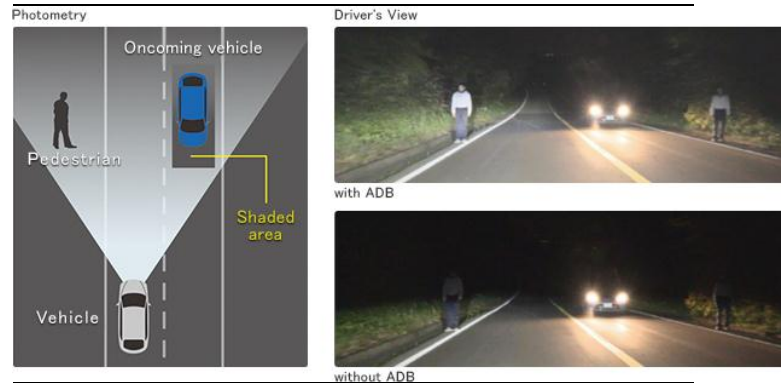 Photometry
Oncoming vehicle
Pedestrian
Shaded
area
Vehicle
Driver's View
with ADB
without ADB